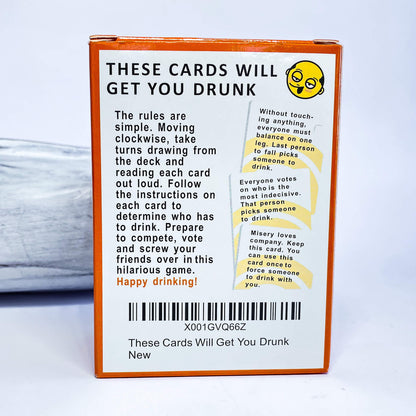 THESE CARDS WILL
GET YOU DRUNK
The rules are
simple. Moving
clockwise, take
turns drawing from
the deck and
reading each card
out loud. Follow
the instructions on
each card to
determine who has
to drink. Prepare
to compete, vote
and screw your
friends over in this
hilarious game.
Happy drinking!
Without touch-
ing anything,
everyone must
balance on one
leg. Last person
to fall picks
someone to
drink.
Everyone votes
on who is the
most indecisive.
That person
picks someone
to drink.
Misery loves
company. Keep
this card. You
can use this
card once to
force someone
to drink with
you.
X001GVQ66Z
These Cards Will Get You Drunk
New